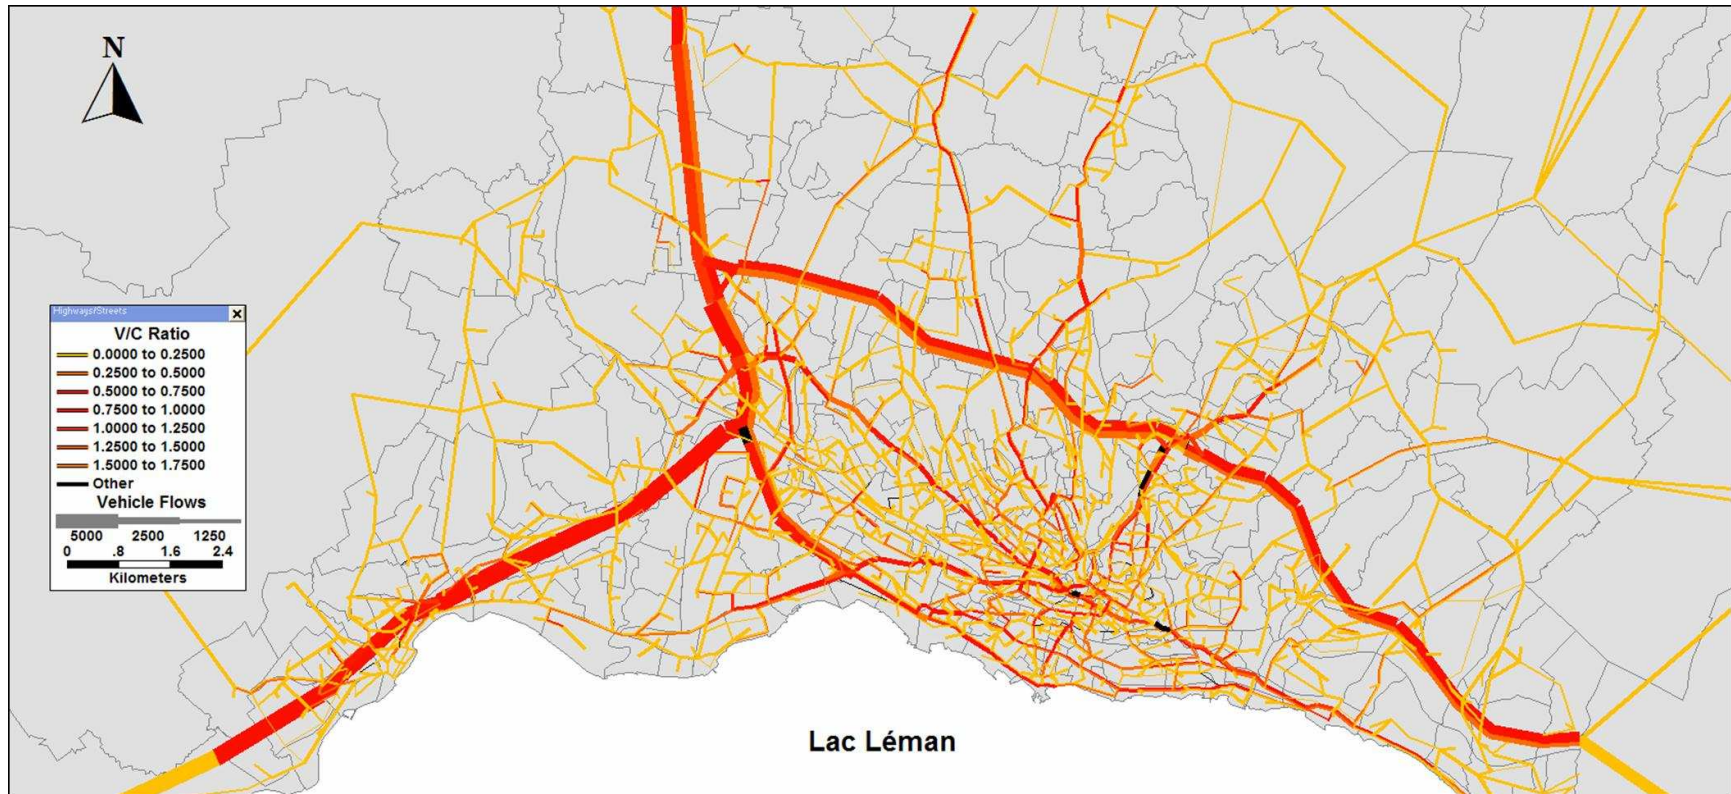 N
Highways/Streets
V/C Ratio
0.0000 to 0.2500
0.2500 to 0.5000
0.5000 to 0.7500
0.7500 to 1.0000
1.0000 to 1.2500
1.2500 to 1.5000
1.5000 to 1.7500
Other
Vehicle Flows
5000 2500 1250
0 .8 1.6 2.4
Kilometers
Lac Léman